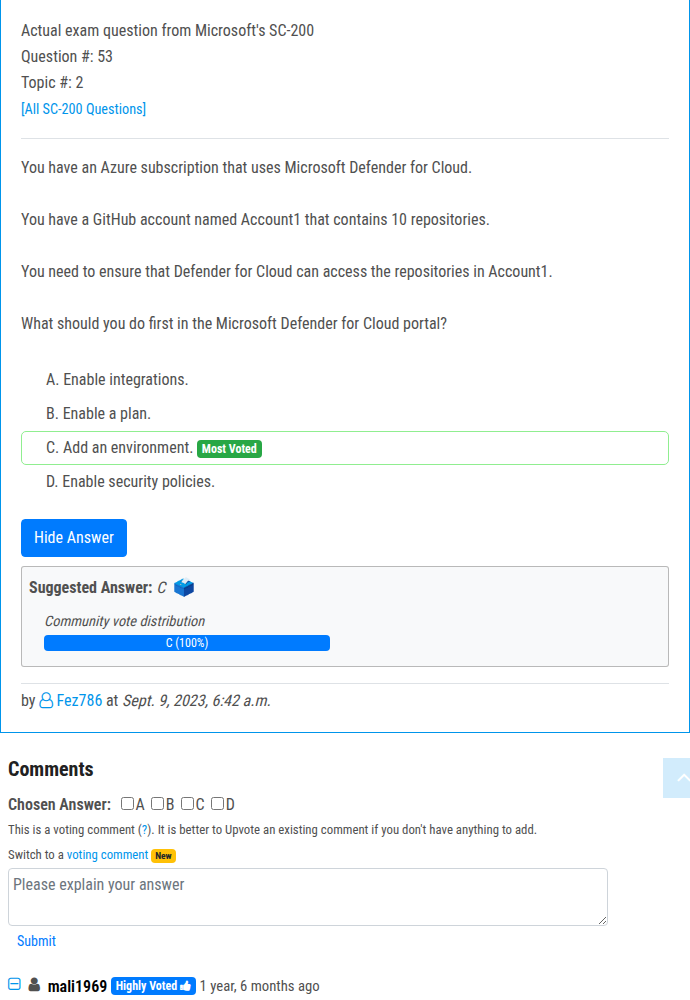 Actual exam question from Microsoft's SC-200
Question #: 53
Topic #: 2
[All SC-200 Questions]
You have an Azure subscription that uses Microsoft Defender for Cloud.
You have a GitHub account named Account1 that contains 10 repositories.
You need to ensure that Defender for Cloud can access the repositories in Account1.
What should you do first in the Microsoft Defender for Cloud portal?
A. Enable integrations.
B. Enable a plan.
C. Add an environment. Most Voted
D. Enable security policies.
Hide Answer
Suggested Answer: C
Community vote distribution
C (100%)
by Fez786 at Sept. 9, 2023, 6:42 a.m.
Comments
Chosen Answer: A B C D
This is a voting comment (?). It is better to Upvote an existing comment if you don't have anything to add.
Switch to a voting comment New
Please explain your answer
Submit
mali1969 Highly Voted 1 year, 6 months ago